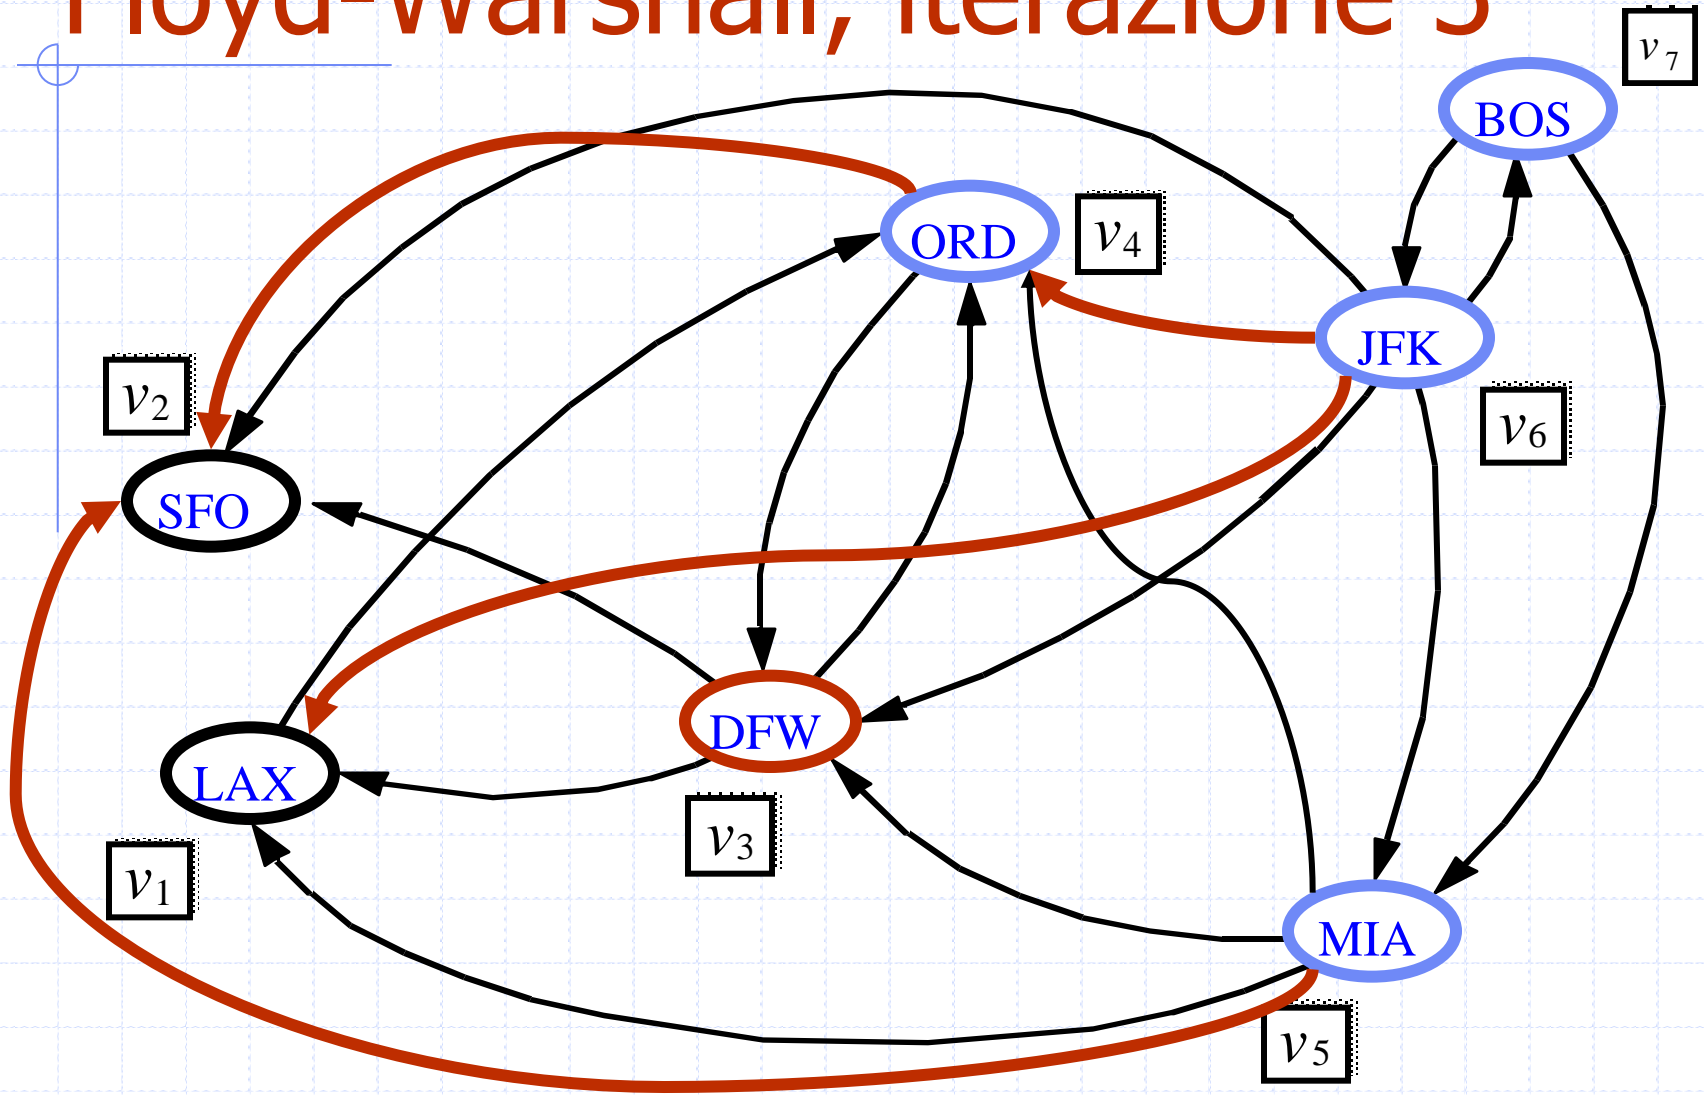 Floyd-Warshall, iterazione 3
v7
BOS
ORD
v4
JFK
v2
v6
SFO
DFW
LAX
v3
v1
MIA
v5